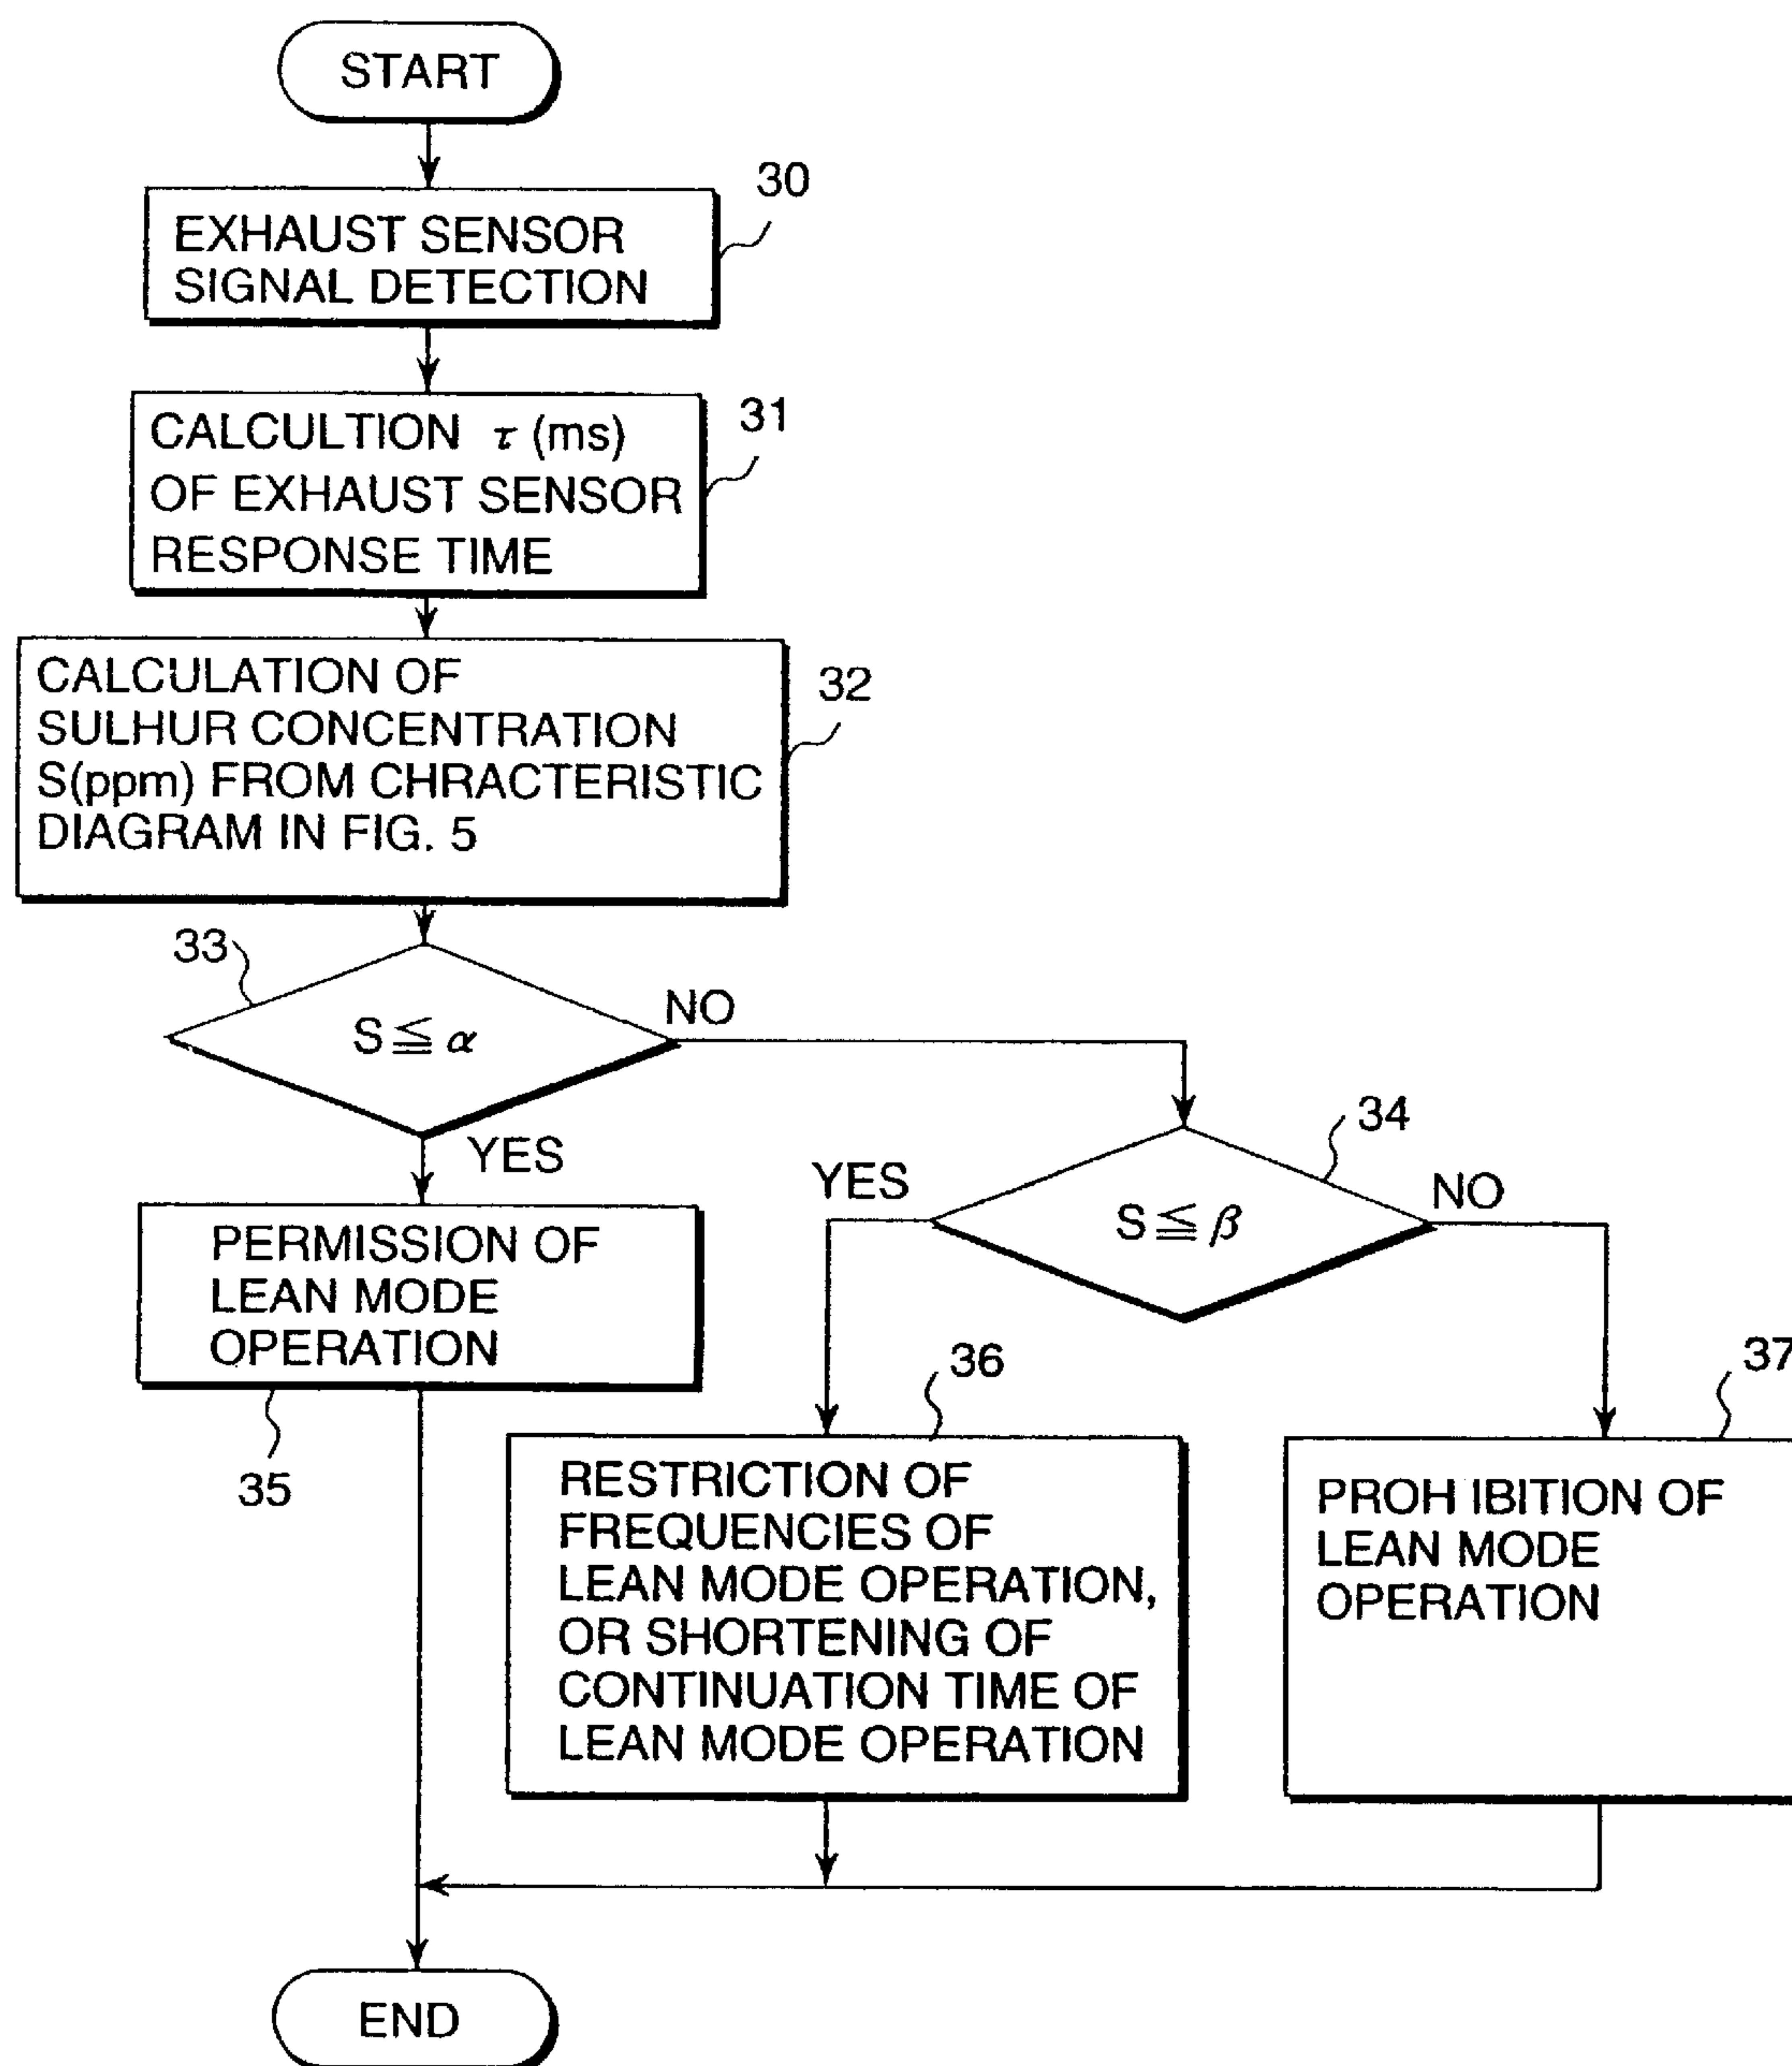 START
30
EXHAUST SENSOR
SIGNAL DETECTION
31
CALCULTION τ (ms)
OF EXHAUST SENSOR
RESPONSE TIME
32
CALCULATION OF
SULHUR CONCENTRATION
S(ppm) FROM CHRACTERISTIC
DIAGRAM IN FIG. 5
33
S ≦ α
NO
YES
34
S ≦ β
YES
NO
PERMISSION OF
LEAN MODE
OPERATION
35
36
RESTRICTION OF
FREQUENCIES OF
LEAN MODE OPERATION,
OR SHORTENING OF
CONTINUATION TIME OF
LEAN MODE OPERATION
37
PROH IBITION OF
LEAN MODE
OPERATION
END